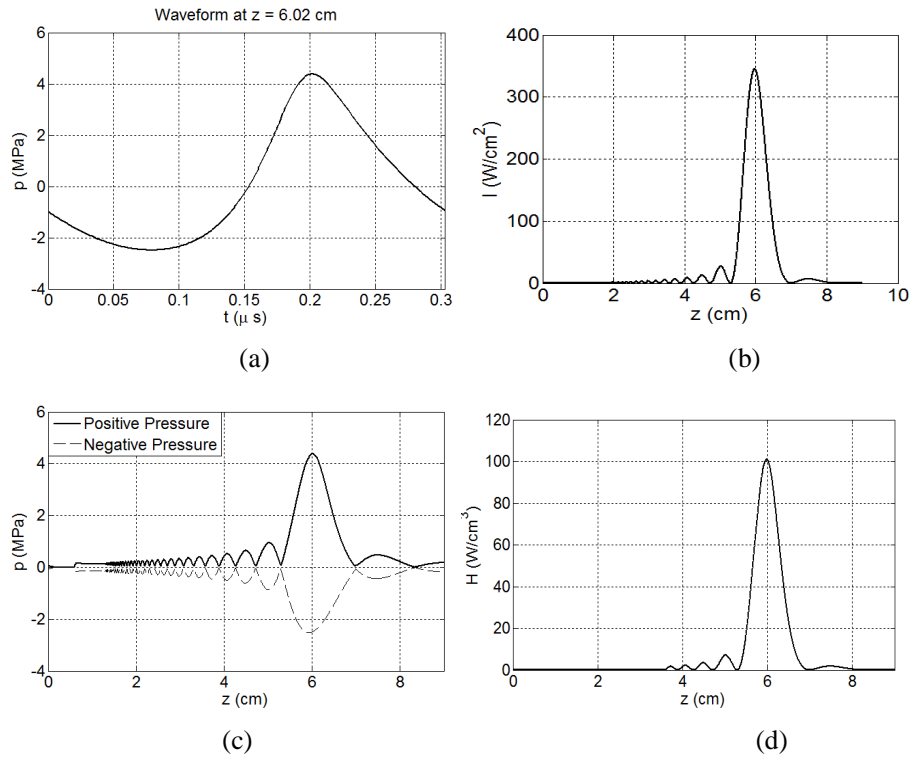 Waveform at z = 6.02 cm
6
4
2
0
-2
-4
p (MPa)
0 0.05 0.1 0.15 0.2 0.25 0.3
t (μ s)
(a)
400
300
200
100
0
I (W/cm²)
0 2 4 6 8 10
z (cm)
(b)
6
4
2
0
-2
-4
p (MPa)
Positive Pressure
Negative Pressure
0 2 4 6 8
z (cm)
(c)
120
100
80
60
40
20
0
H (W/cm³)
0 2 4 6 8
z (cm)
(d)